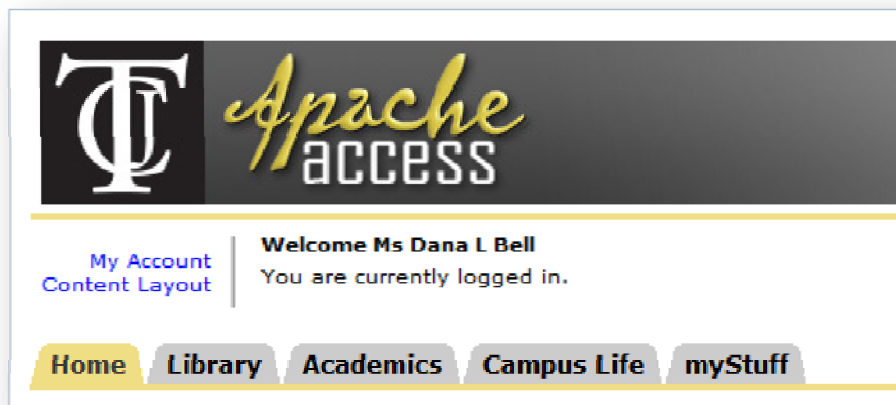 TJC
Apache
access
Welcome Ms Dana L Bell
My Account
You are currently logged in.
Content Layout
Home Library Academics Campus Life myStuff